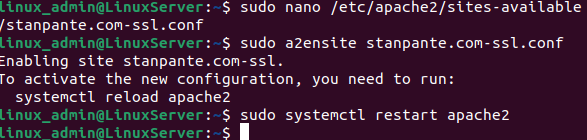 linux_admin@LinuxServer:~$ sudo nano /etc/apache2/sites-available
/stanpante.com-ssl.conf
linux_admin@LinuxServer:~$ sudo a2ensite stanpante.com-ssl.conf
Enabling site stanpante.com-ssl.
To activate the new configuration, you need to run:
  systemctl reload apache2
linux_admin@LinuxServer:~$ sudo systemctl restart apache2
linux_admin@LinuxServer:~$